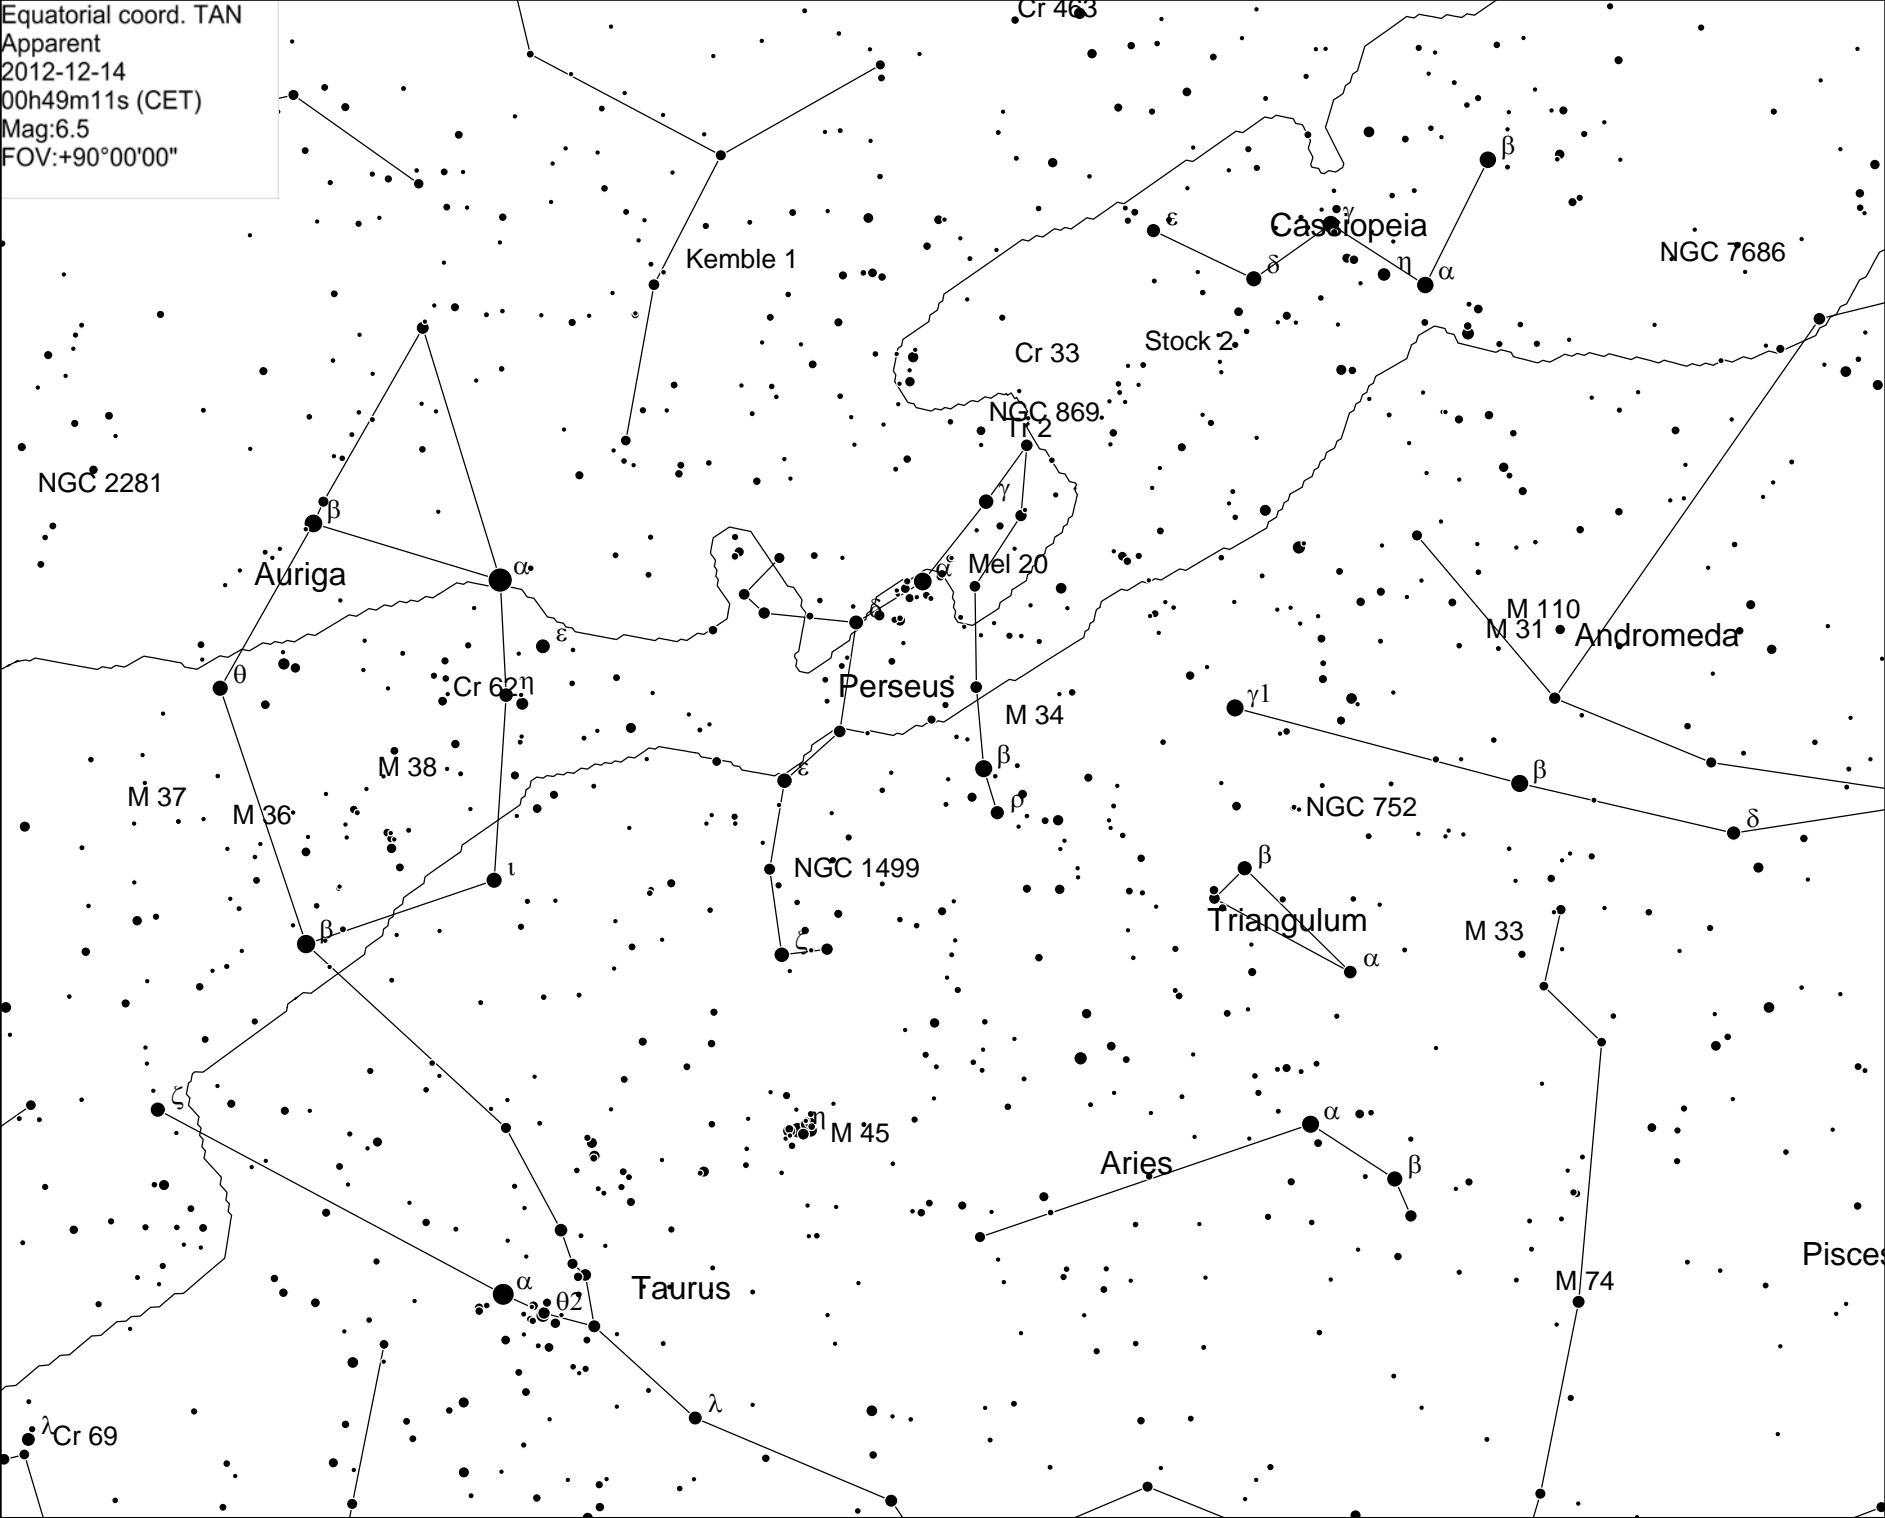 Equatorial coord. TAN
Apparent
2012-12-14
00h49m11s (CET)
Mag:6.5
FOV:+90°00'00"
Cr 463
β
ε
γ
Cassiopeia
δ
η
α
NGC 7686
Kemble 1
Stock 2
Cr 33
NGC 869
Tr 2
NGC 2281
β
γ
Auriga
α
α
Mel 20
δ
M 110
M 31
Andromeda
ε
θ
Cr 62
η
Perseus
γ1
M 34
M 38
β
ε
β
M 37
M 36
ρ
NGC 752
δ
ι
NGC 1499
β
Triangulum
M 33
β
ζ
α
ζ
η
M 45
α
Aries
β
Pisces
α
θ2
Taurus
M 74
λ
λ
Cr 69